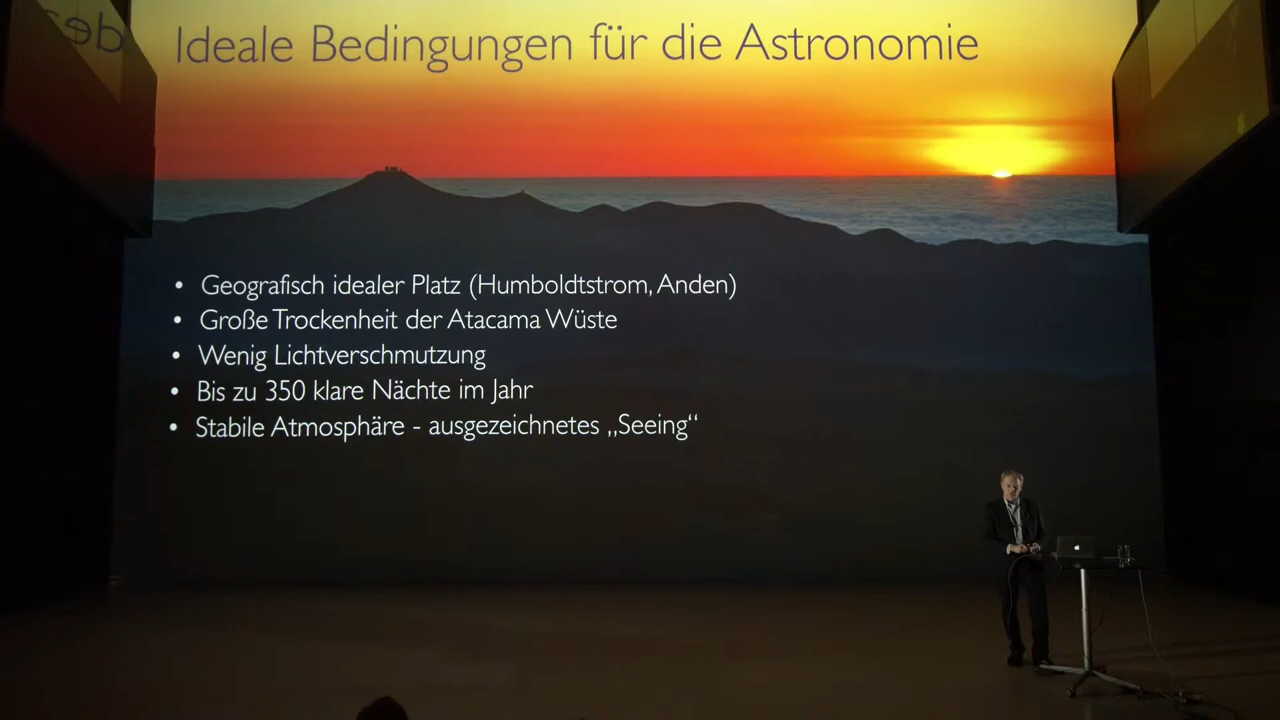 Ideale Bedingungen für die Astronomie
• Geografisch idealer Platz (Humboldtstrom, Anden)
• Große Trockenheit der Atacama Wüste
• Wenig Lichtverschmutzung
• Bis zu 350 klare Nächte im Jahr
• Stabile Atmosphäre - ausgezeichnetes „Seeing“